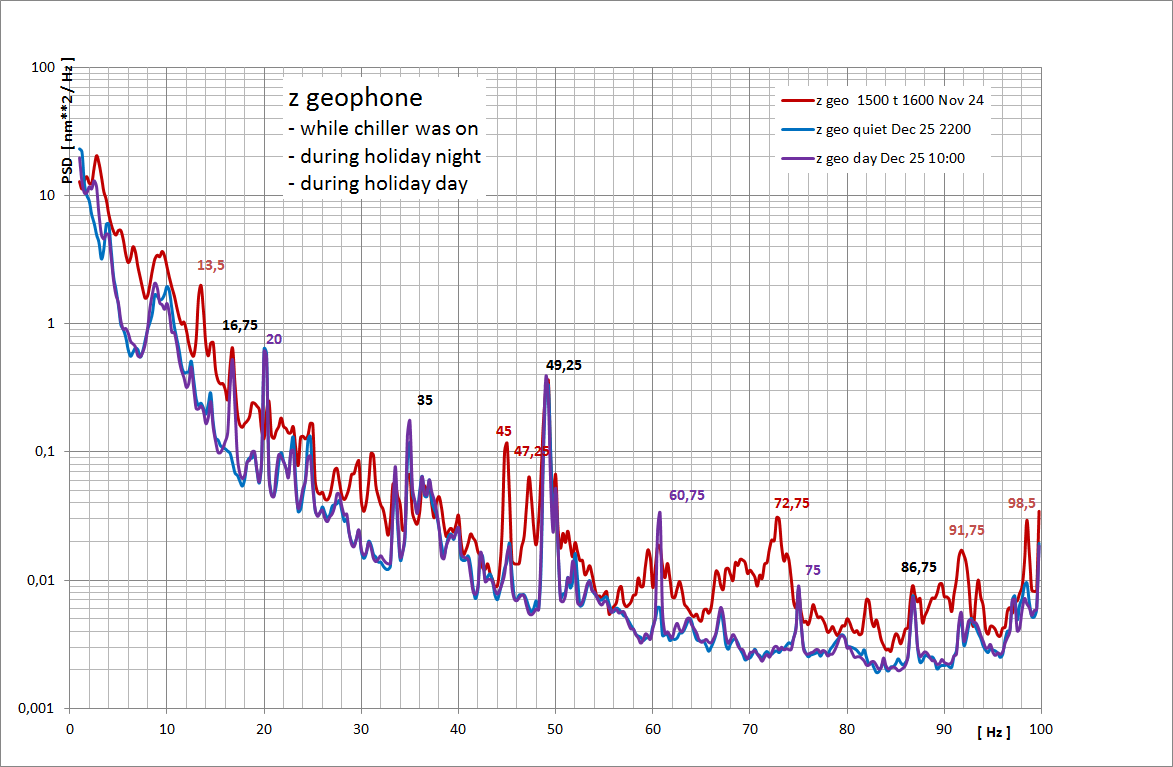 100
10
1
0,1
0,01
0,001
PSD [ nm**2 / Hz ]
z geophone
- while chiller was on
- during holiday night
- during holiday day
z geo 1500 t 1600 Nov 24
z geo quiet Dec 25 2200
z geo day Dec 25 10:00
13,5
16,75
20
35
49,25
45
47,25
60,75
72,75
75
91,75
86,75
98,5
0 10 20 30 40 50 60 70 80 90 100
[ Hz ]